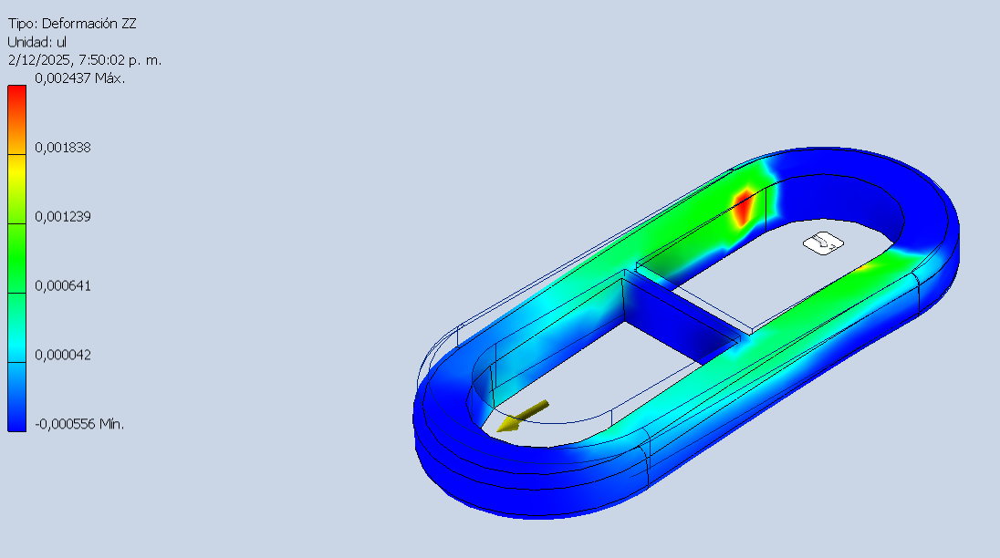 Tipo: Deformación ZZ
Unidad: ul
2/12/2025, 7:50:02 p. m.
0,002437 Máx.
0,001838
0,001239
0,000641
0,000042
-0,000556 Mín.